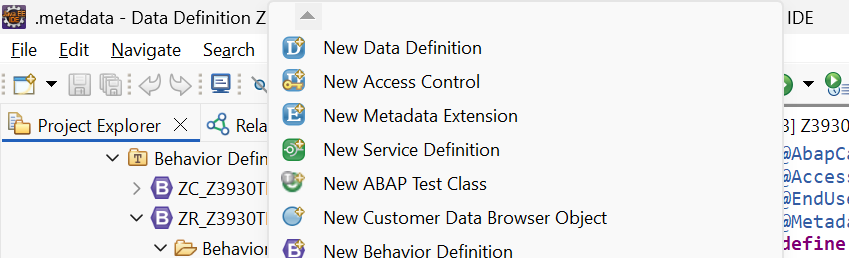 .metadata - Data Definition Z
IDE
File Edit Navigate Search
New Data Definition
New Access Control
New Metadata Extension
New Service Definition
New ABAP Test Class
New Customer Data Browser Object
New Behavior Definition
Project Explorer
Rela
Behavior Defin
ZC_Z3930T
ZR_Z3930T
Behavior
3] Z3930
@AbapCa
@Access
@EndUse
@Metada
define